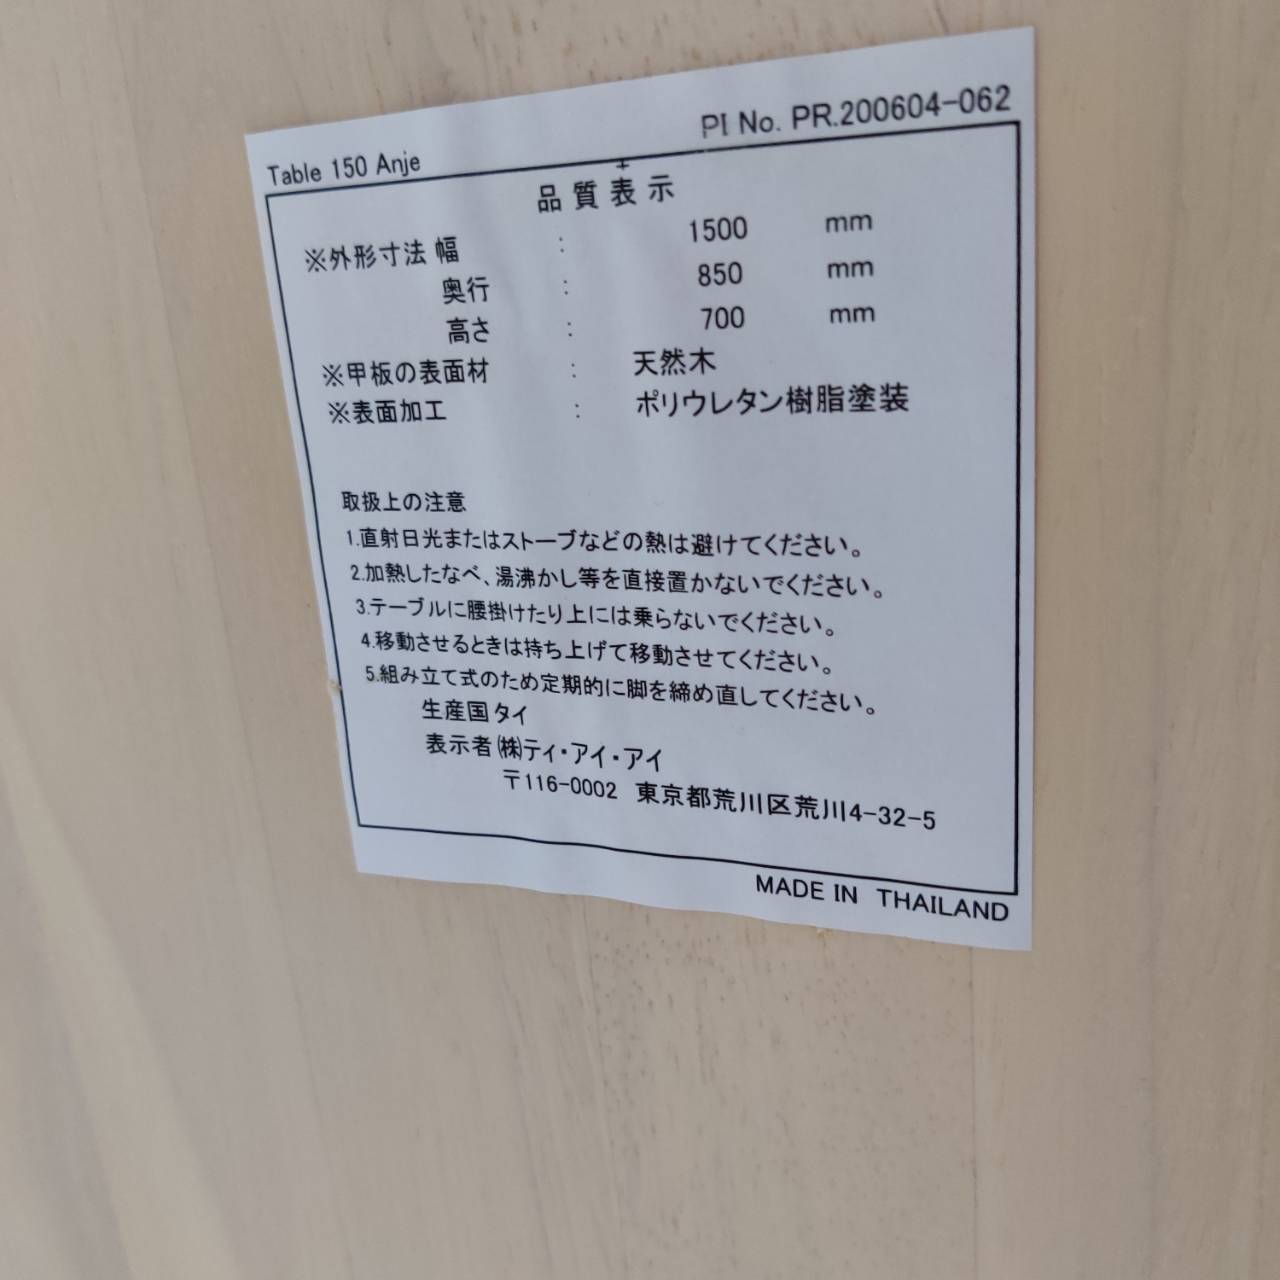 Table 150 Anje PI No. PR.200604-062
品質表示
※外形寸法 幅 : 1500 mm
奥行 : 850 mm
高さ : 700 mm
※甲板の表面材 : 天然木
※表面加工 : ポリウレタン樹脂塗装
取扱上の注意
1.直射日光またはストーブなどの熱は避けてください。
2.加熱したなべ、湯沸かし等を直接置かないでください。
3.テーブルに腰掛けたり上には乗らないでください。
4.移動させるときは持ち上げて移動させてください。
5.組み立て式のため定期的に脚を締め直してください。
生産国 タイ
表示者 ㈱ティ・アイ・アイ
〒116-0002 東京都荒川区荒川4-32-5
MADE IN THAILAND